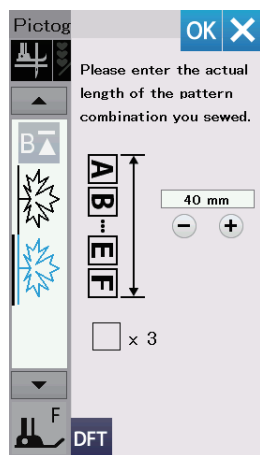 Pictog
OK
Please enter the actual
length of the pattern
combination you sewed.
B
A
B
E
F
40 mm
x 3
F
DFT